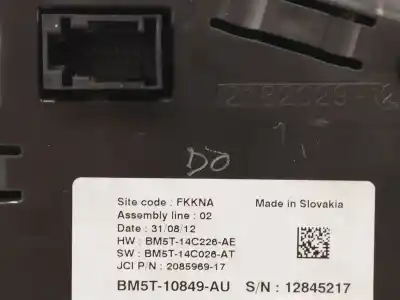 DO
Site code : FKKNA
Assembly line : 02
Made in Slovakia
Date : 31/08/12
HW : BM5T-14C226-AE
SW : BM5T-14C026-AT
JCI P/N : 2085969-17
BM5T-10849-AU
S/N : 12845217